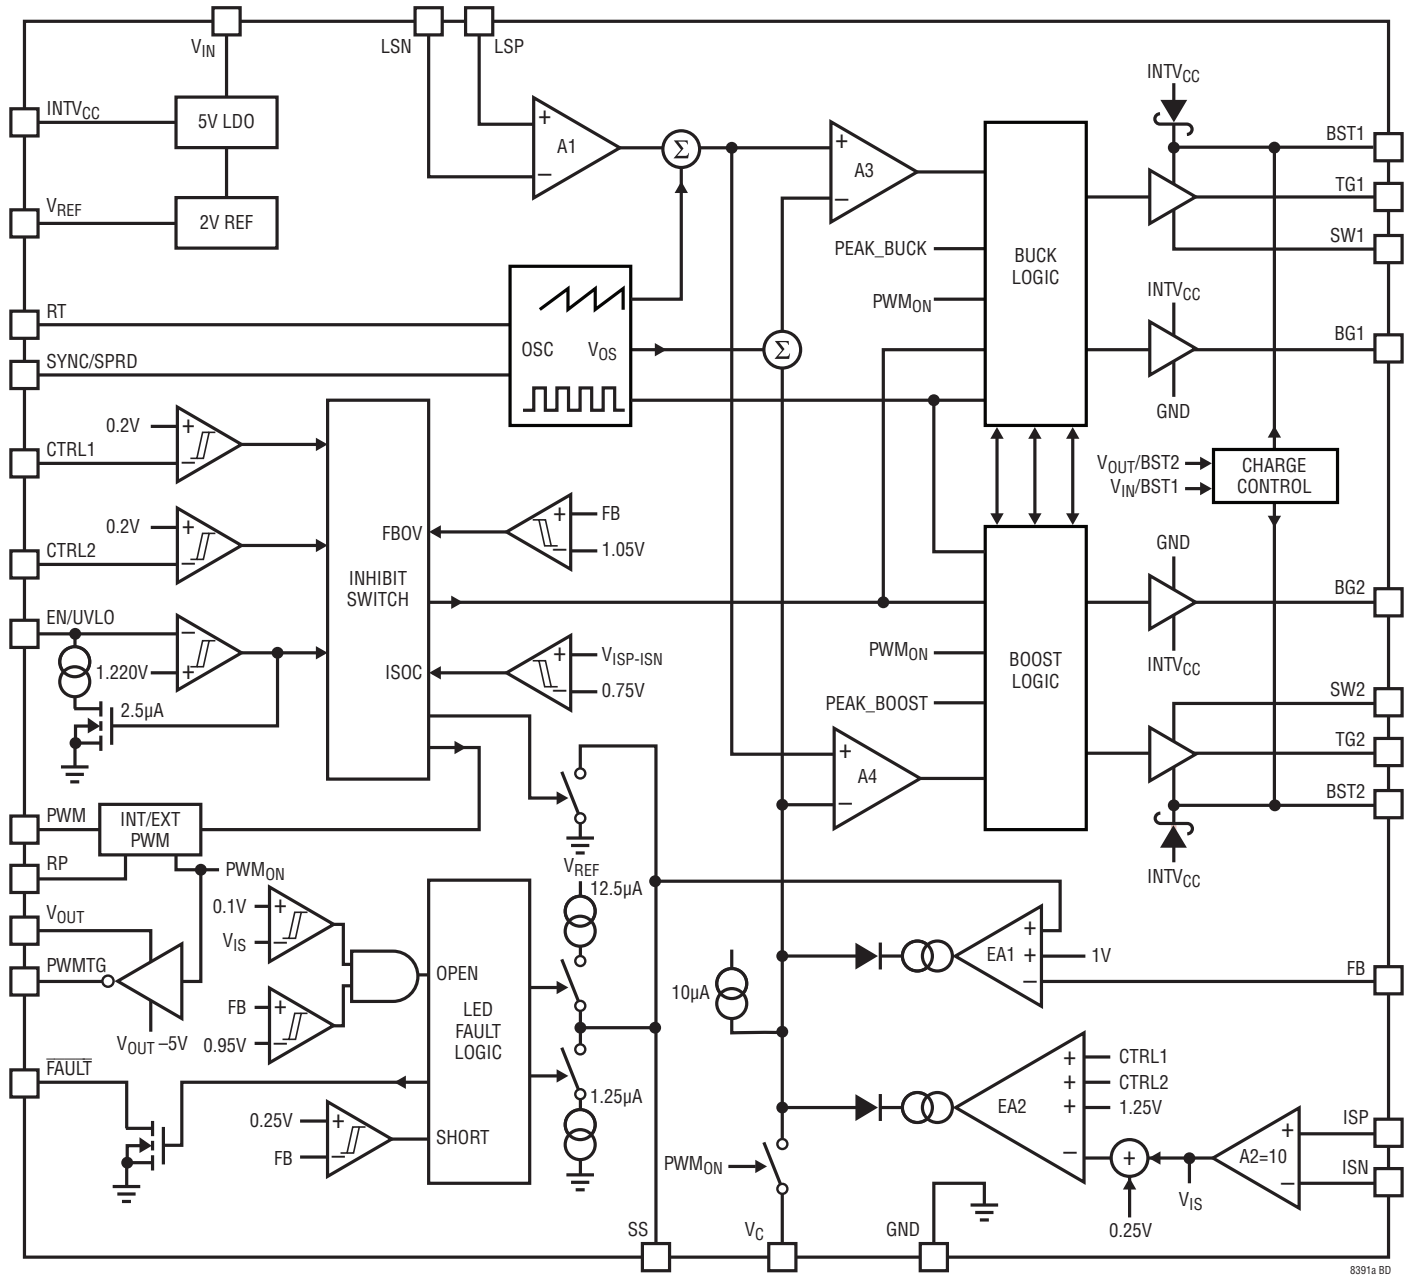 LSN
LSP
VIN
INTVCC
5V LDO
A1
+
−
Σ
+
A3
−
INTVCC
BST1
TG1
SW1
VREF
2V REF
PEAK_BUCK
BUCK
LOGIC
PWMON
INTVCC
BG1
GND
RT
OSC
VOS
Σ
SYNC/SPRD
0.2V
+
−
CTRL1
VOUT/BST2
VIN/BST1
CHARGE
CONTROL
0.2V
+
−
CTRL2
FBOV
+
−
FB
1.05V
INHIBIT
SWITCH
GND
BG2
INTVCC
EN/UVLO
−
+
1.220V
2.5µA
ISOC
+
−
VISP-ISN
0.75V
PWMON
BOOST
LOGIC
PEAK_BOOST
SW2
TG2
BST2
INTVCC
+
A4
−
PWM
INT/EXT
PWM
RP
PWMON
VREF
12.5µA
VOUT
0.1V
+
VIS
−
PWMTG
OPEN
FB
+
0.95V
−
LED
FAULT
LOGIC
VOUT −5V
10µA
EA1
+
+
−
1V
FB
FAULT
1.25µA
EA2
+
+
+
−
CTRL1
CTRL2
1.25V
0.25V
+
FB
−
SHORT
PWMON
+
0.25V
VIS
A2=10
+
−
ISP
ISN
SS
VC
GND
8391a BD